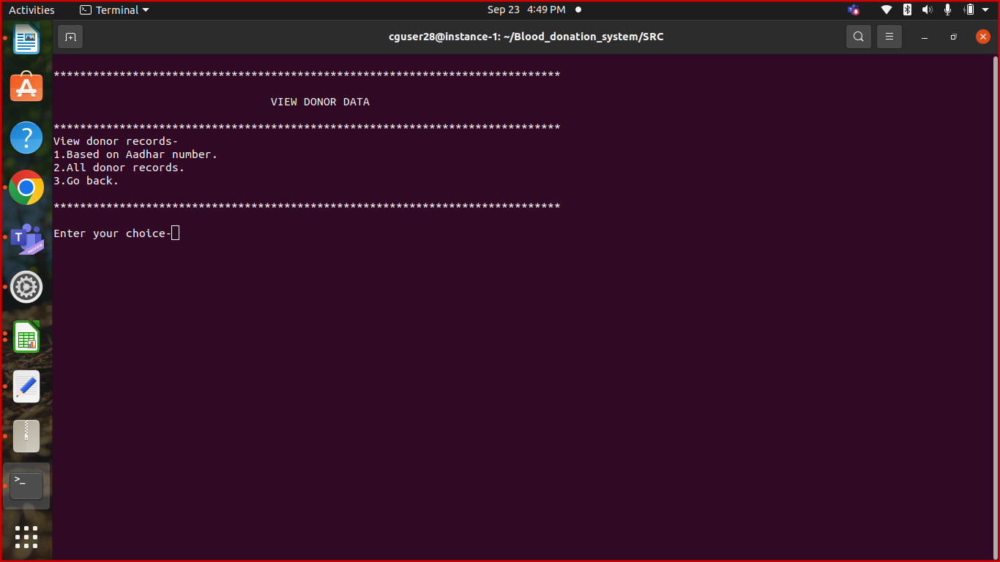 Activities
Terminal
Sep 23 4:49 PM
cguser28@instance-1: ~/Blood_donation_system/SRC
*****************************************************************************
VIEW DONOR DATA
*****************************************************************************
View donor records-
1.Based on Aadhar number.
2.All donor records.
3.Go back.
*****************************************************************************
Enter your choice-